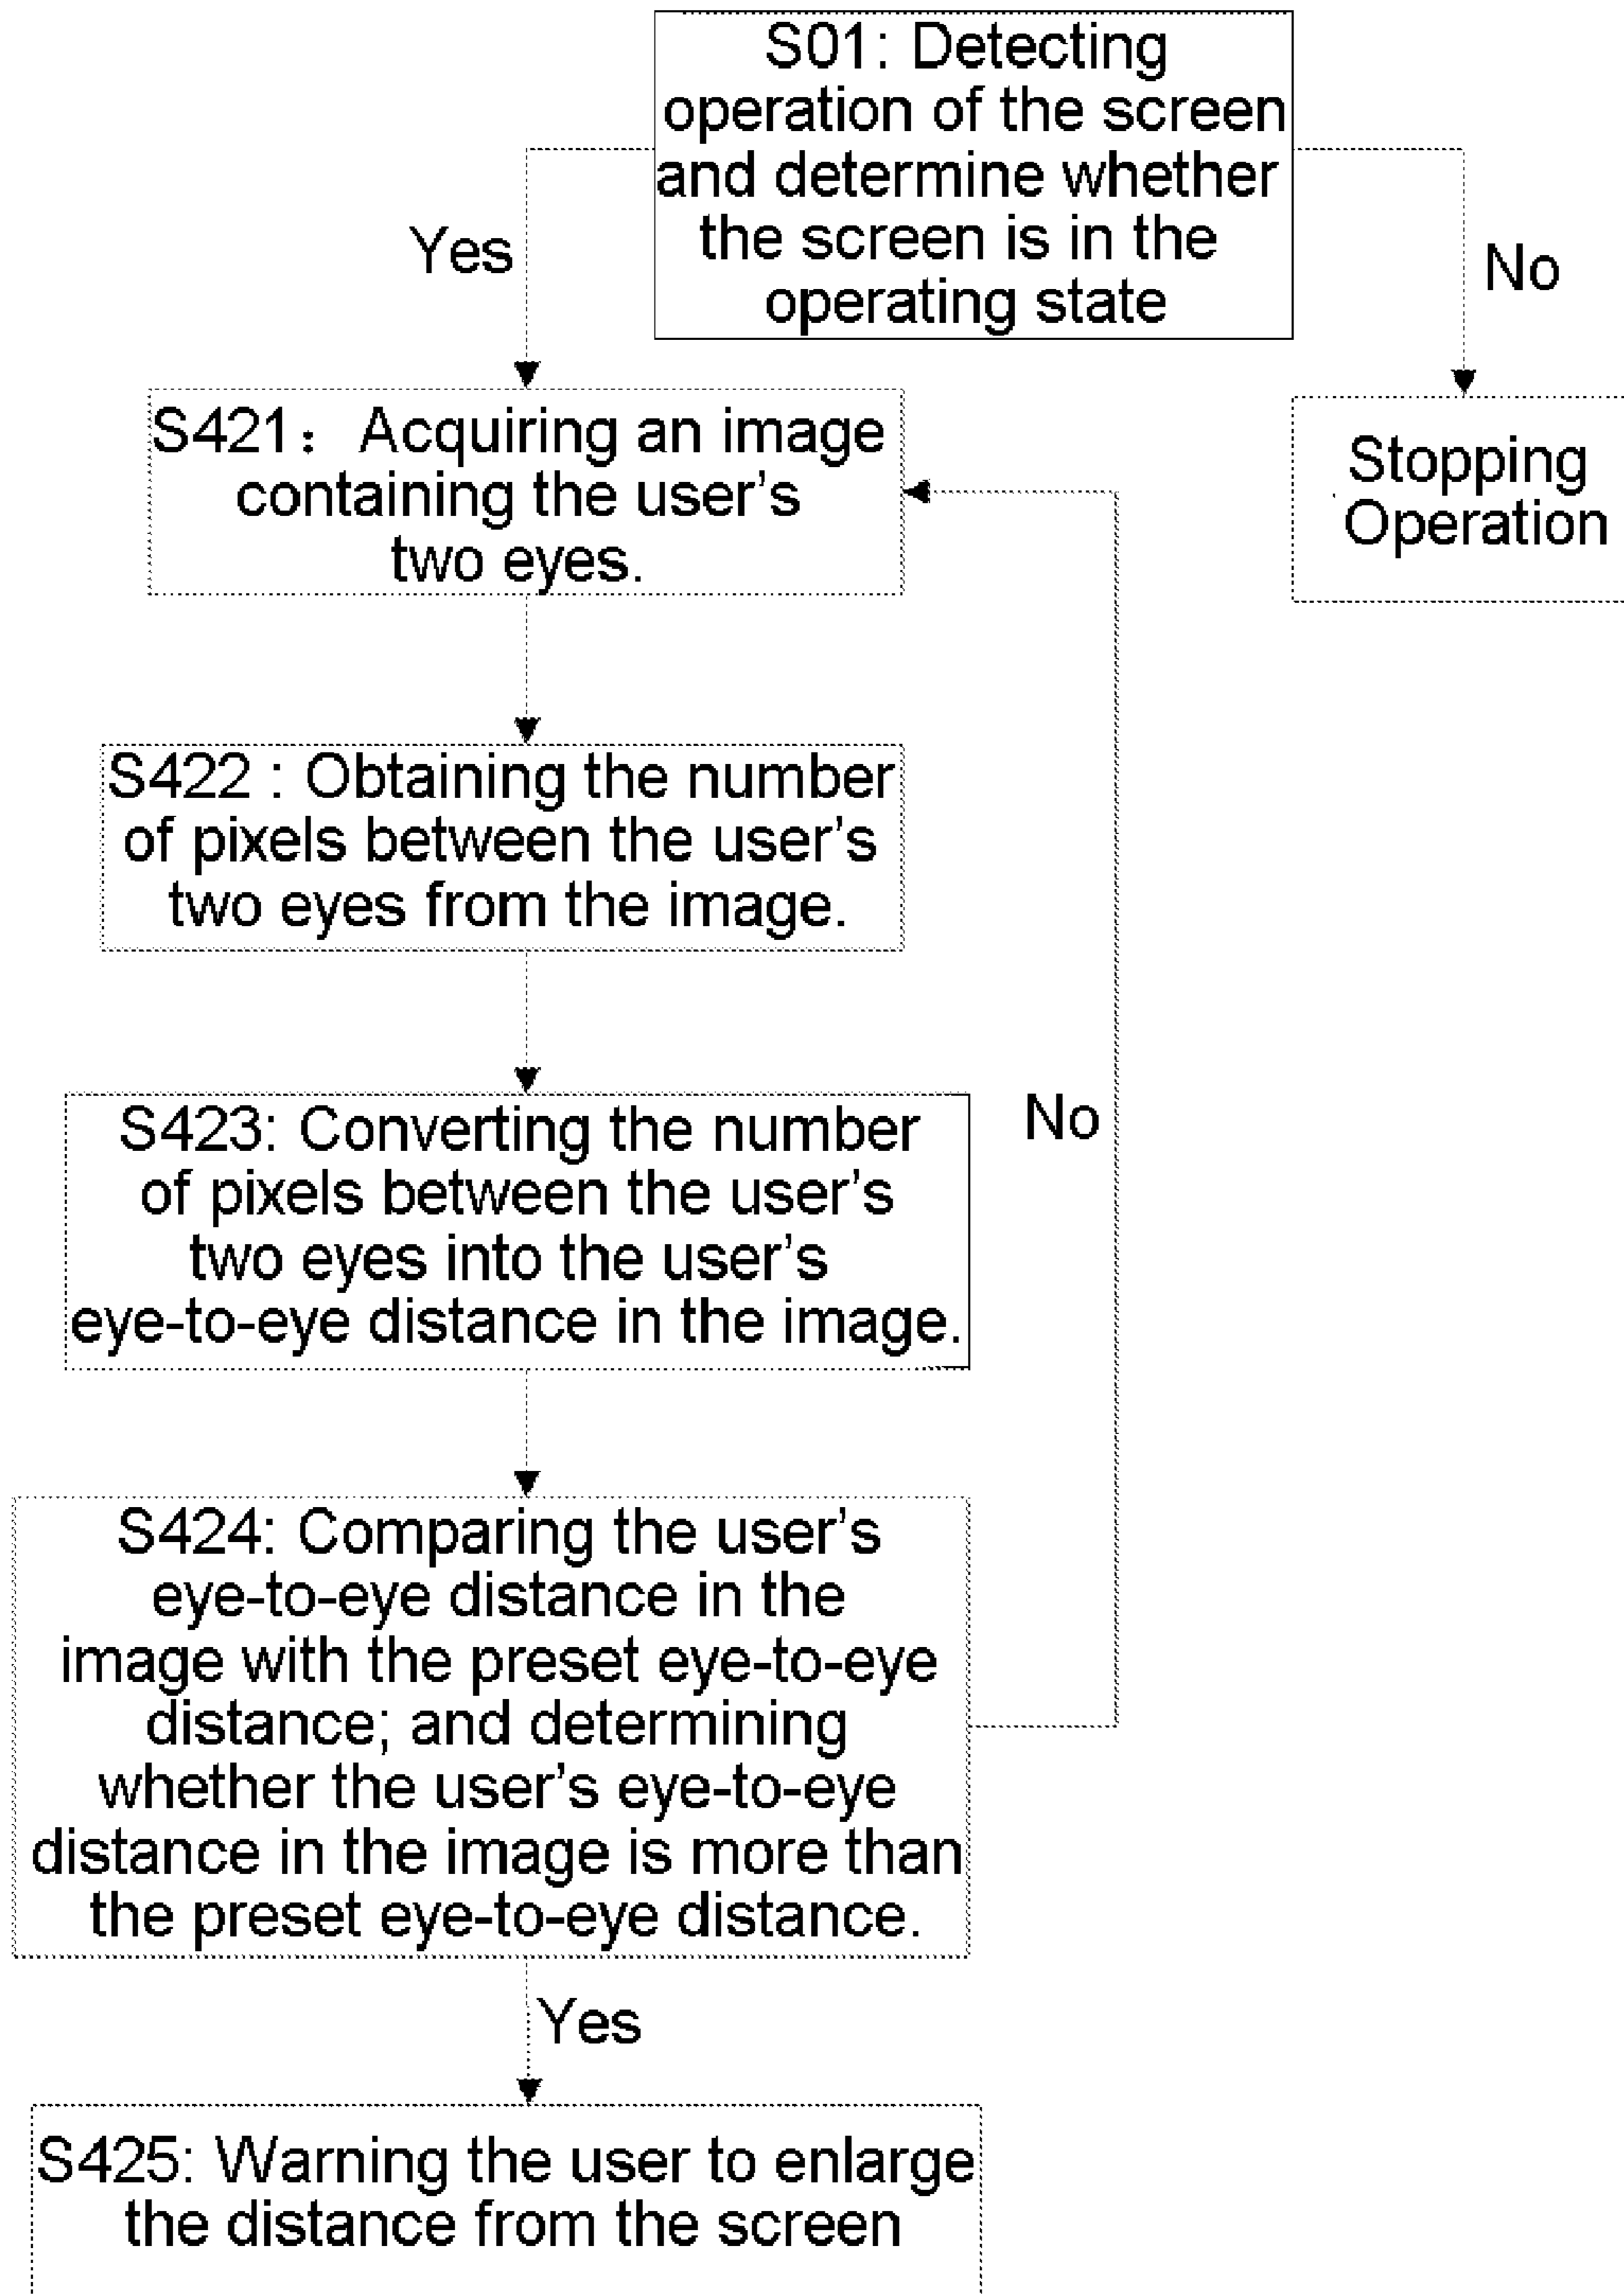 S01: Detecting
operation of the screen
and determine whether
the screen is in the
operating state
Yes
No
S421：Acquiring an image
containing the user’s
two eyes.
Stopping
Operation
S422 : Obtaining the number
of pixels between the user’s
two eyes from the image.
S423: Converting the number
of pixels between the user’s
two eyes into the user’s
eye-to-eye distance in the image.
No
S424: Comparing the user’s
eye-to-eye distance in the
image with the preset eye-to-eye
distance; and determining
whether the user’s eye-to-eye
distance in the image is more than
the preset eye-to-eye distance.
Yes
S425: Warning the user to enlarge
the distance from the screen